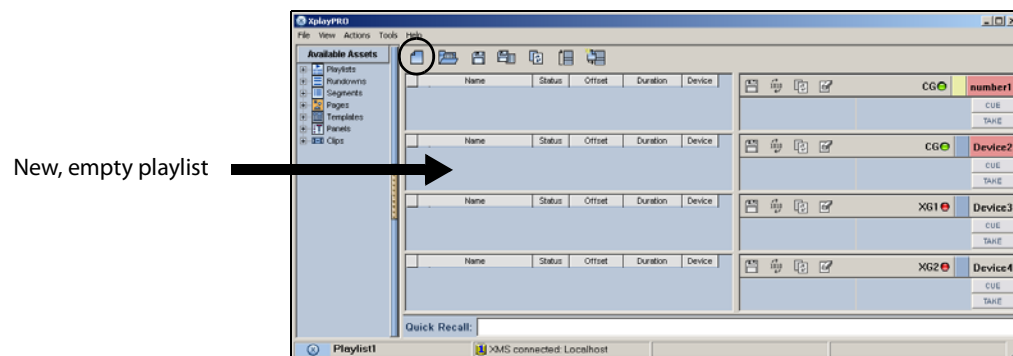 XplayPRO
File View Actions Tools Help
Available Assets
Playlists
Rundowns
Segments
Pages
Templates
Panels
Clips
New, empty playlist
Name Status Offset Duration Device
CG number1
CUE
TAKE
Name Status Offset Duration Device
CG Device2
CUE
TAKE
Name Status Offset Duration Device
XG1 Device3
CUE
TAKE
Name Status Offset Duration Device
XG2 Device4
CUE
TAKE
Quick Recall:
Playlist1 XMS connected: Localhost